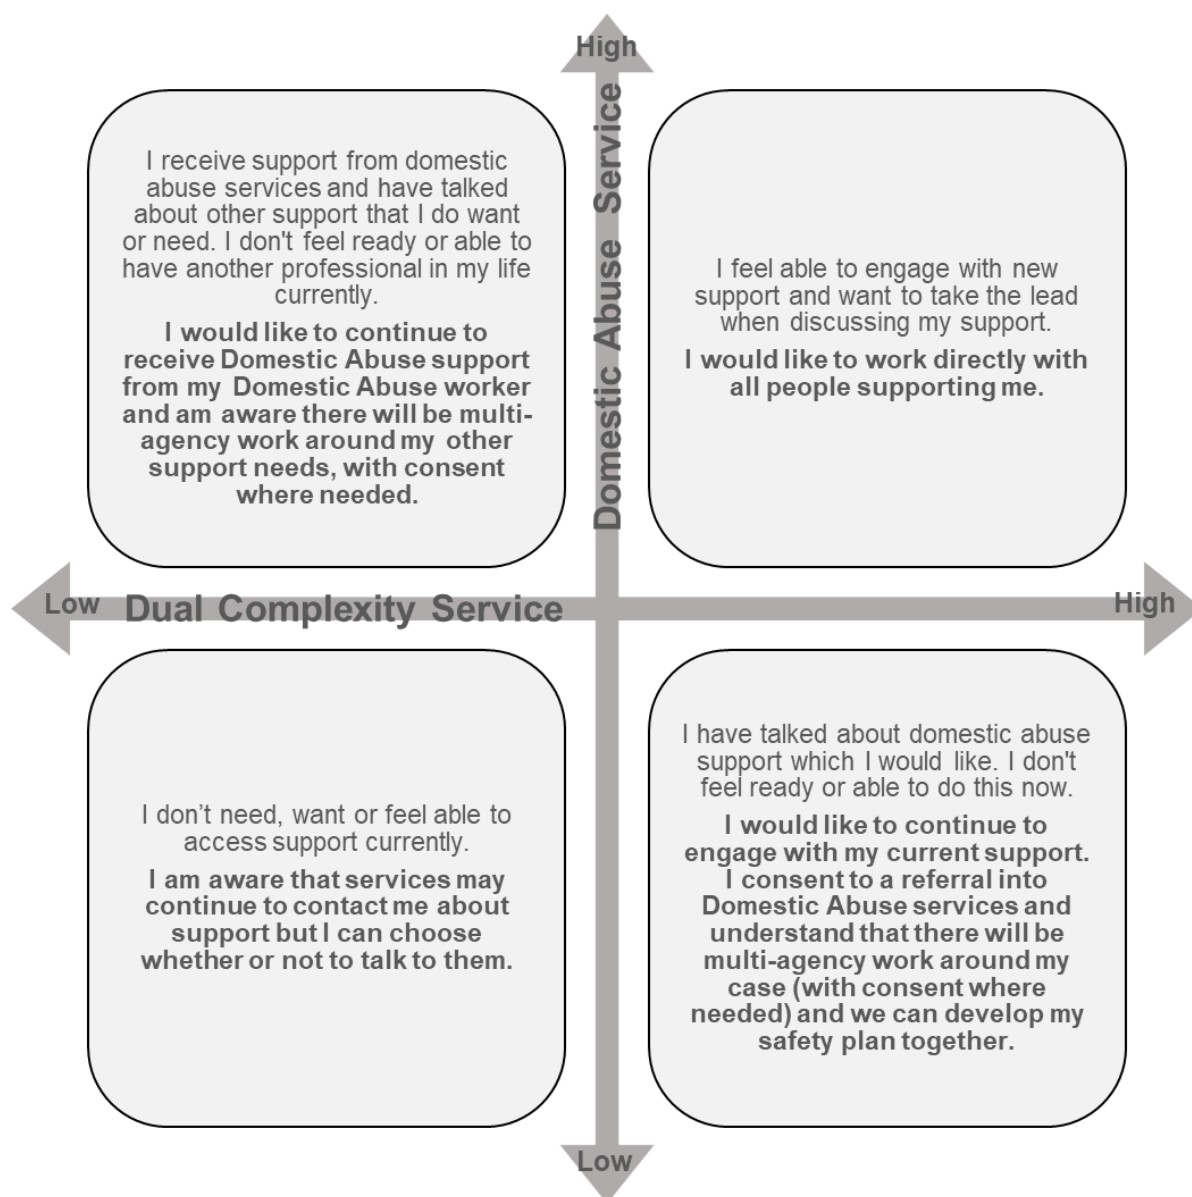 High
Domestic Abuse Service
I receive support from domestic
abuse services and have talked
about other support that I do want
or need. I don't feel ready or able to
have another professional in my life
currently.
I would like to continue to
receive Domestic Abuse support
from my Domestic Abuse worker
and am aware there will be multi-
agency work around my other
support needs, with consent
where needed.
I feel able to engage with new
support and want to take the lead
when discussing my support.
I would like to work directly with
all people supporting me.
Low
Dual Complexity Service
High
I don’t need, want or feel able to
access support currently.
I am aware that services may
continue to contact me about
support but I can choose
whether or not to talk to them.
I have talked about domestic abuse
support which I would like. I don't
feel ready or able to do this now.
I would like to continue to
engage with my current support.
I consent to a referral into
Domestic Abuse services and
understand that there will be
multi-agency work around my
case (with consent where
needed) and we can develop my
safety plan together.
Low